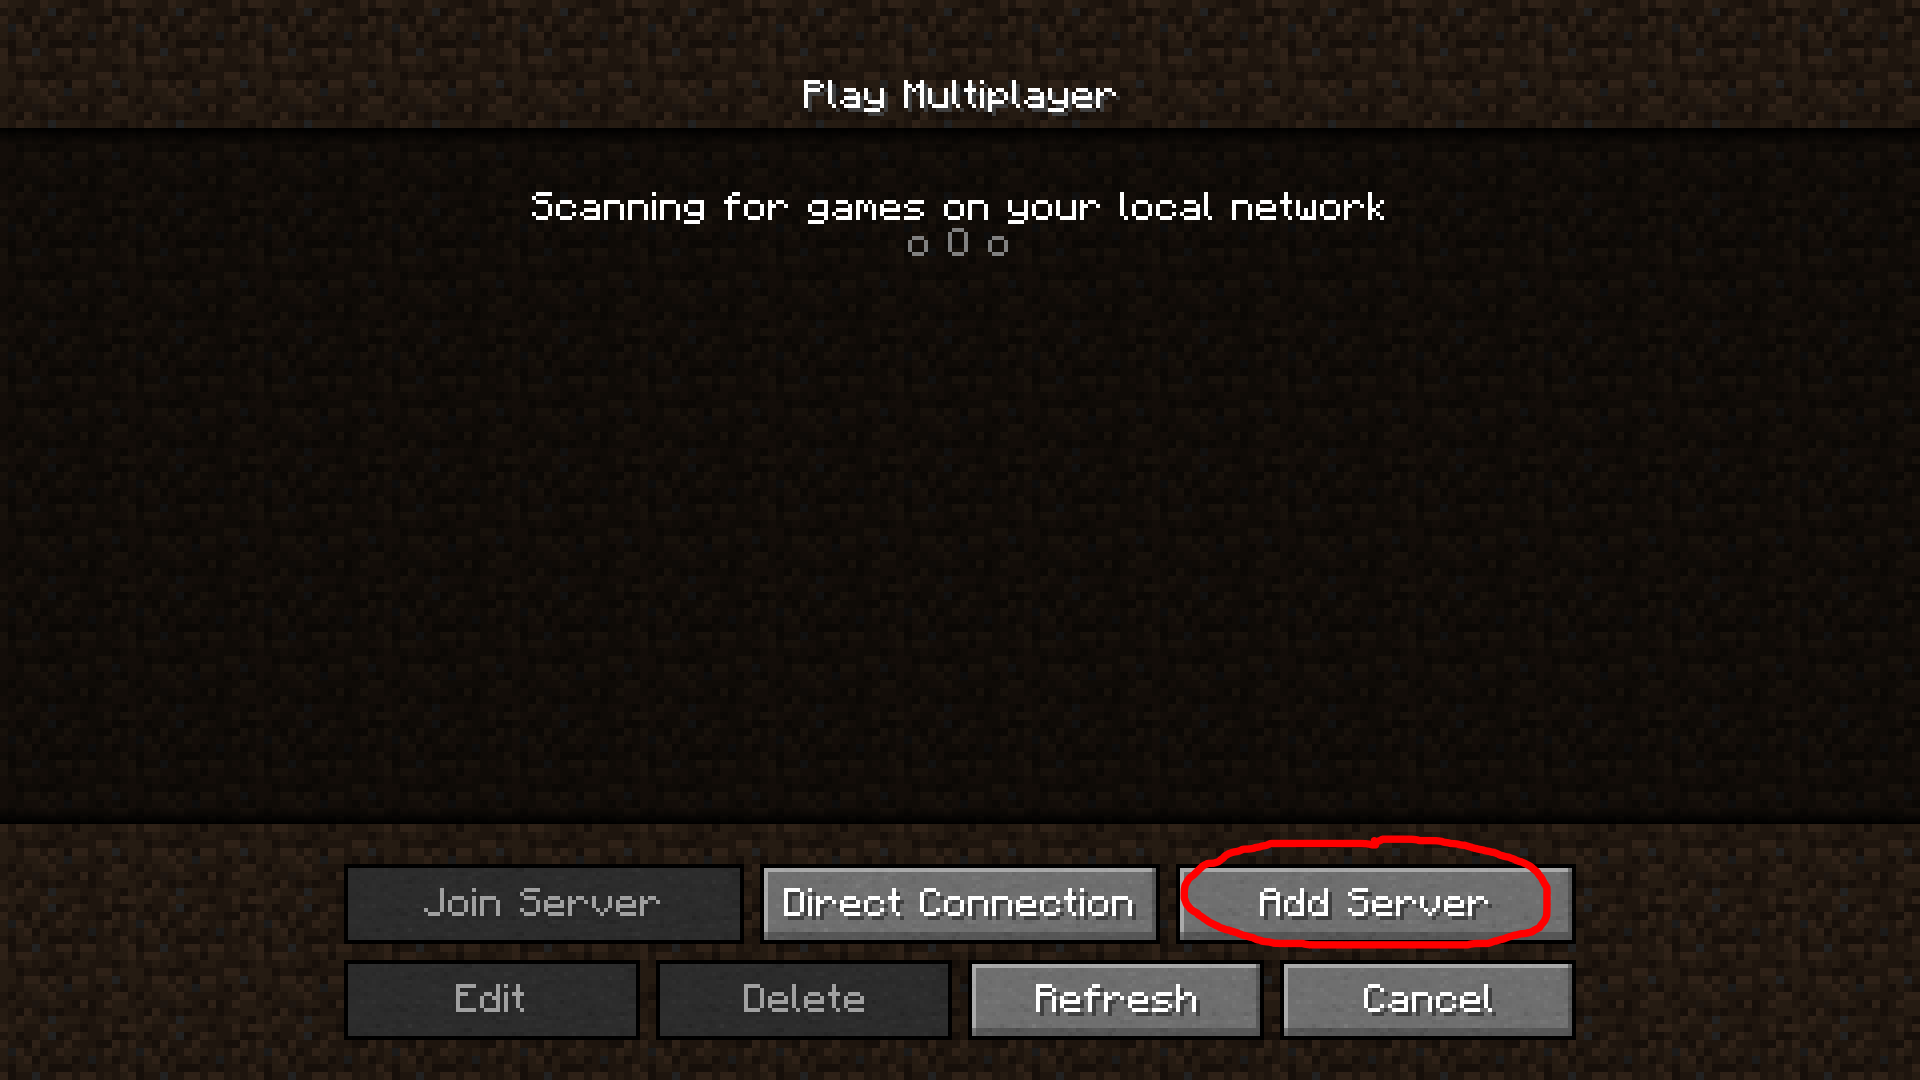 Play Multiplayer
Scanning for games on your local network
o O o
Join Server
Direct Connection
Add Server
Edit
Delete
Refresh
Cancel